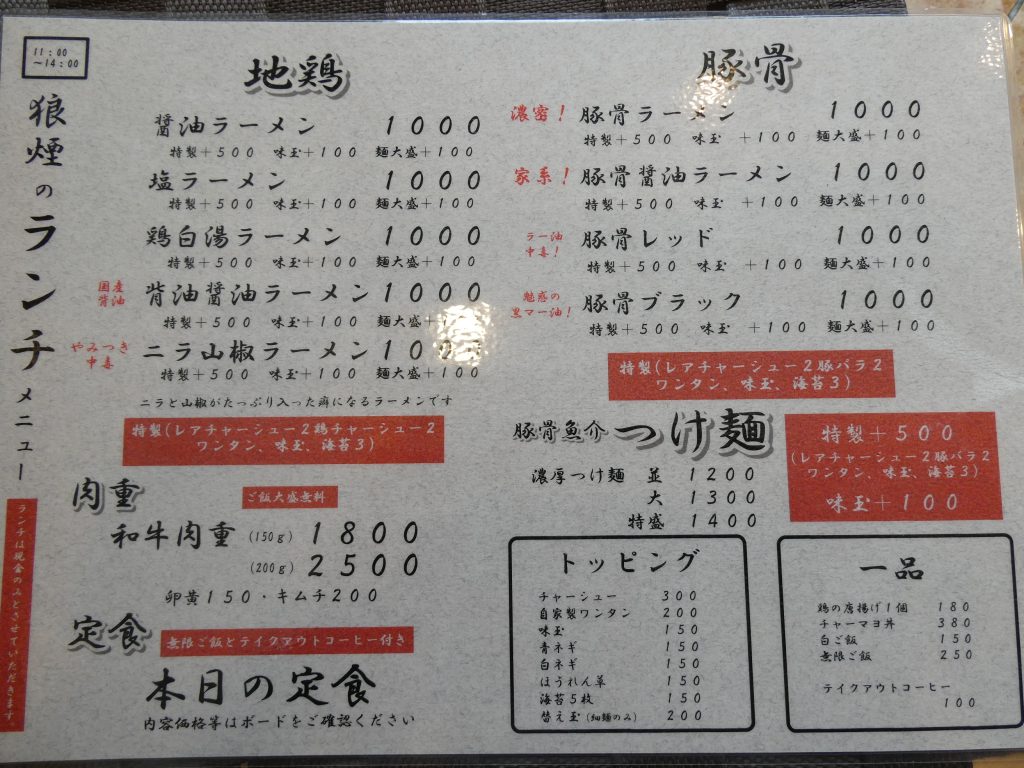 11：00
～14：00
狼煙のランチメニュー
ランチは現金のみとさせていただきます
地鶏
醤油ラーメン 1000
特製+500 味玉+100 麺大盛+100
塩ラーメン 1000
特製+500 味玉+100 麺大盛+100
鶏白湯ラーメン 1000
特製+500 味玉+100 麺大盛+100
国産
背油
背油醤油ラーメン 1000
特製+500 味玉+100 麺大盛+100
やみつき
中毒
ニラ山椒ラーメン 1000
特製+500 味玉+100 麺大盛+100
ニラと山椒がたっぷり入った癖になるラーメンです
特製(レアチャーシュー2鶏チャーシュー2
ワンタン、味玉、海苔3)
肉重
ご飯大盛無料
和牛肉重 (150g) 1800
(200g) 2500
卵黄150・キムチ200
定食
無限ご飯とテイクアウトコーヒー付き
本日の定食
内容価格等はボードをご確認ください
豚骨
濃密！ 豚骨ラーメン 1000
特製+500 味玉 +100 麺大盛+100
家系！ 豚骨醤油ラーメン 1000
特製+500 味玉 +100 麺大盛+100
ラー油
中毒！
豚骨レッド 1000
特製+500 味玉 +100 麺大盛+100
魅惑の
黒マー油！
豚骨ブラック 1000
特製+500 味玉 +100 麺大盛+100
特製(レアチャーシュー2豚バラ2
ワンタン、味玉、海苔3)
豚骨魚介 つけ麺
濃厚つけ麺 並 1200
大 1300
特盛 1400
特製+500
(レアチャーシュー2豚バラ2
ワンタン、味玉、海苔3)
味玉+100
トッピング
チャーシュー 300
自家製ワンタン 200
味玉 150
青ネギ 150
白ネギ 150
ほうれん草 150
海苔5枚 150
替え玉(細麺のみ) 200
一品
鶏の唐揚げ1個 180
チャーマヨ丼 380
白ご飯 150
無限ご飯 250
テイクアウトコーヒー
100